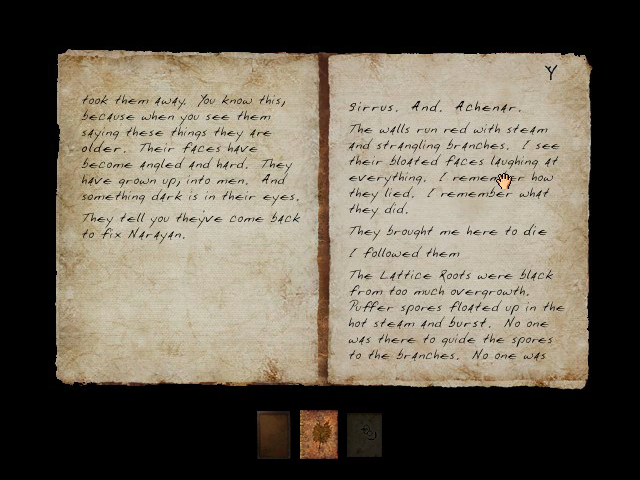 took them away. You know this,
because when you see them
saying these things they are
older. Their faces have
become angled and hard. They
have grown up, into men. And
something dark is in their eyes.
They tell you they've come back
to fix Narayan.
Y
Sirrus. And. Achenar.
The walls run red with steam
and strangling branches. I see
their bloated faces laughing at
everything. I remember how
they lied. I remember what
they did.
They brought me here to die
I followed them
The Lattice Roots were black
from too much overgrowth.
Puffer spores floated up in the
hot steam and burst. No one
was there to guide the spores
to the branches. No one was